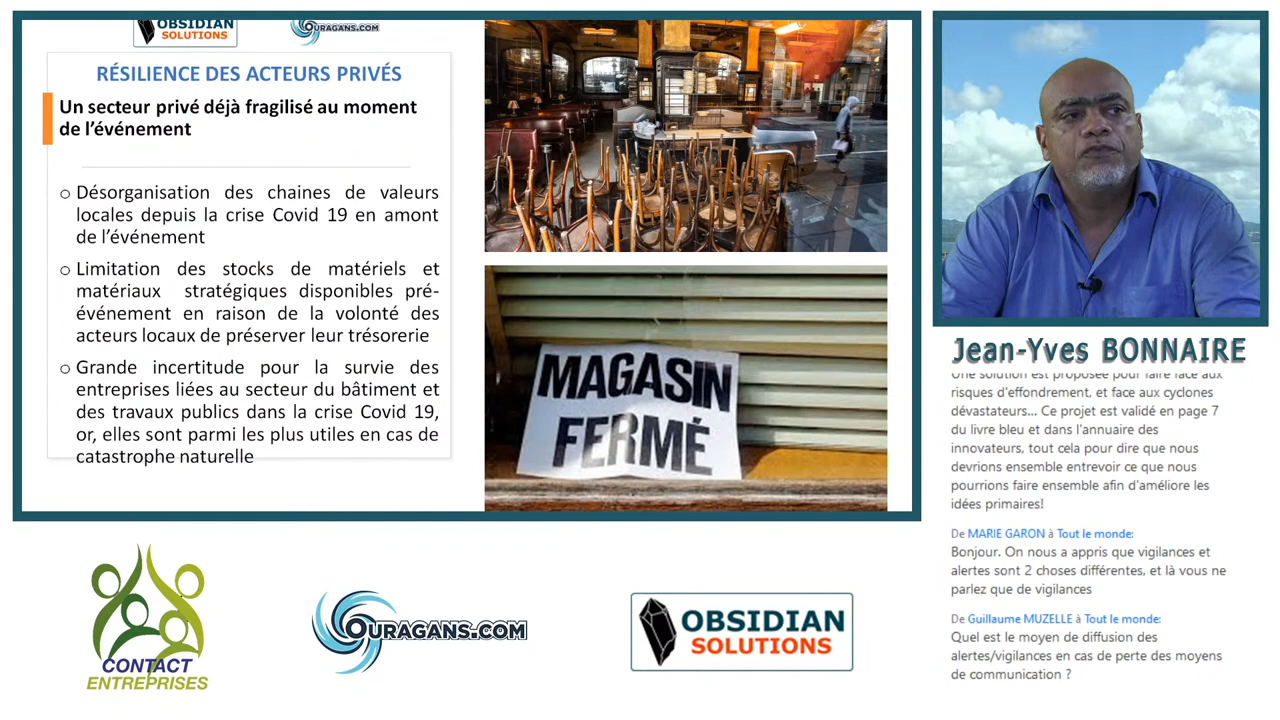 OBSIDIAN
SOLUTIONS
OURAGANS.COM
RÉSILIENCE DES ACTEURS PRIVÉS
Un secteur privé déjà fragilisé au moment
de l’événement
o Désorganisation des chaines de valeurs
locales depuis la crise Covid 19 en amont
de l’événement
o Limitation des stocks de matériels et
matériaux stratégiques disponibles pré-
événement en raison de la volonté des
acteurs locaux de préserver leur trésorerie
o Grande incertitude pour la survie des
entreprises liées au secteur du bâtiment et
des travaux publics dans la crise Covid 19,
or, elles sont parmi les plus utiles en cas de
catastrophe naturelle
MAGASIN
FERMÉ
Jean-Yves BONNAIRE
Une solution est proposée pour faire face aux
risques d'effondrement, et face aux cyclones
dévastateurs... Ce projet est validé en page 7
du livre bleu et dans l'annuaire des
innovateurs, tout cela pour dire que nous
devrions ensemble entrevoir ce que nous
pourrions faire ensemble afin d'améliore les
idées primaires!
De MARIE GARON à Tout le monde:
Bonjour. On nous a appris que vigilances et
alertes sont 2 choses différentes, et là vous ne
parlez que de vigilances
De Guillaume MUZELLE à Tout le monde:
Quel est le moyen de diffusion des
alertes/vigilances en cas de perte des moyens
de communication ?
CONTACT
ENTREPRISES
OURAGANS.COM
OBSIDIAN
SOLUTIONS